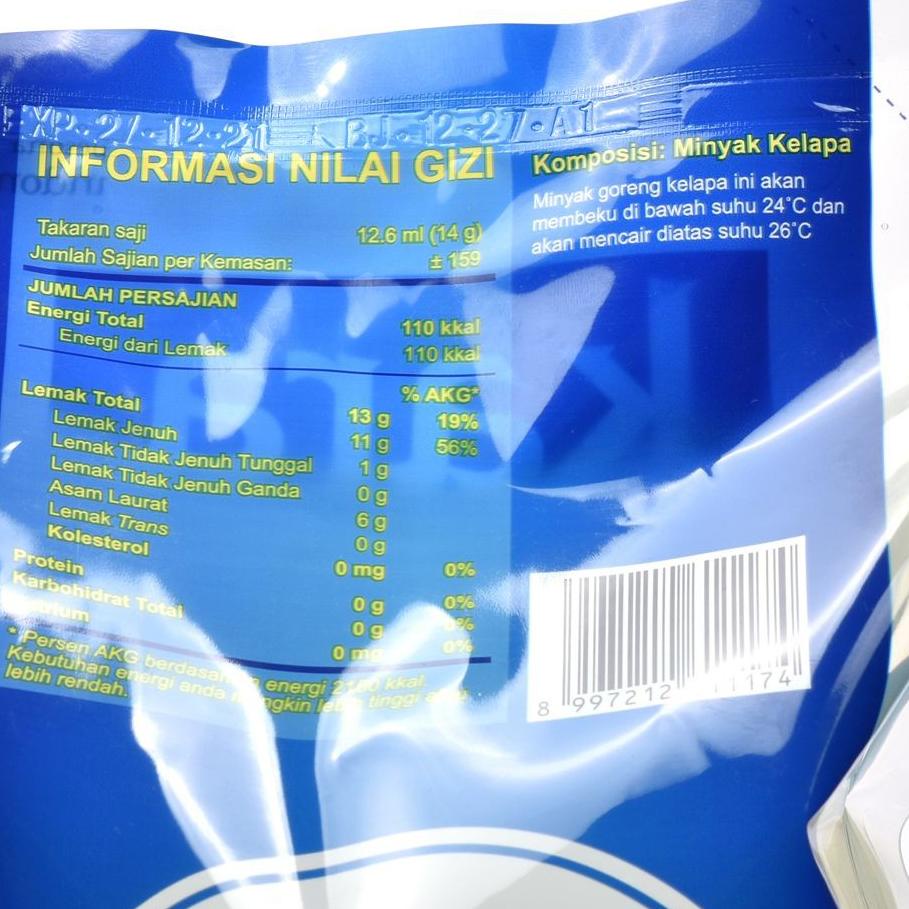 XP-27-12-21 BJ-12-27-A1
INFORMASI NILAI GIZI
Takaran saji 12.6 ml (14 g)
Jumlah Sajian per Kemasan: ± 159
JUMLAH PERSAJIAN
Energi Total 110 kkal
Energi dari Lemak 110 kkal
% AKG*
Lemak Total 13 g 19%
Lemak Jenuh 11 g 56%
Lemak Tidak Jenuh Tunggal 1 g
Lemak Tidak Jenuh Ganda 0 g
Asam Laurat 6 g
Lemak Trans 0 g
Kolesterol 0 mg 0%
Protein 0 g 0%
Karbohidrat Total 0 g 0%
0 mg 0%
*Persen AKG energi kkal.
Kebutuhan energi anda tinggi
lebih rendah.
Komposisi: Minyak Kelapa
Minyak goreng kelapa ini akan
membeku di bawah suhu 24°C dan
akan mencair diatas suhu 26°C
8 997212 11174